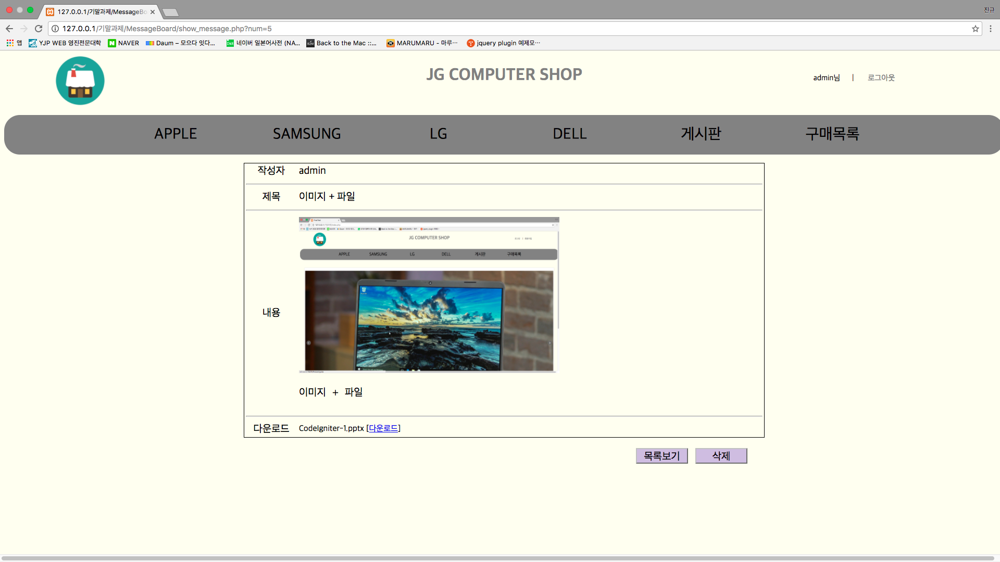 127.0.0.1/기말과제/MessageBo
진규
127.0.0.1/기말과제/MessageBoard/show_message.php?num=5
앱 YJP WEB 영진전문대학 NAVER Daum – 모으다 잇다... 네이버 일본어사전 (NA... Back to the Mac ::... MARUMARU - 마루… jquery plugin 예제모…
JG COMPUTER SHOP
admin님 | 로그아웃
APPLE SAMSUNG LG DELL 게시판 구매목록
작성자 admin
제목 이미지 + 파일
내용
JG COMPUTER SHOP
APPLE SAMSUNG LG DELL 게시판 구매목록
이미지 + 파일
다운로드 CodeIgniter-1.pptx [다운로드]
목록보기 삭제